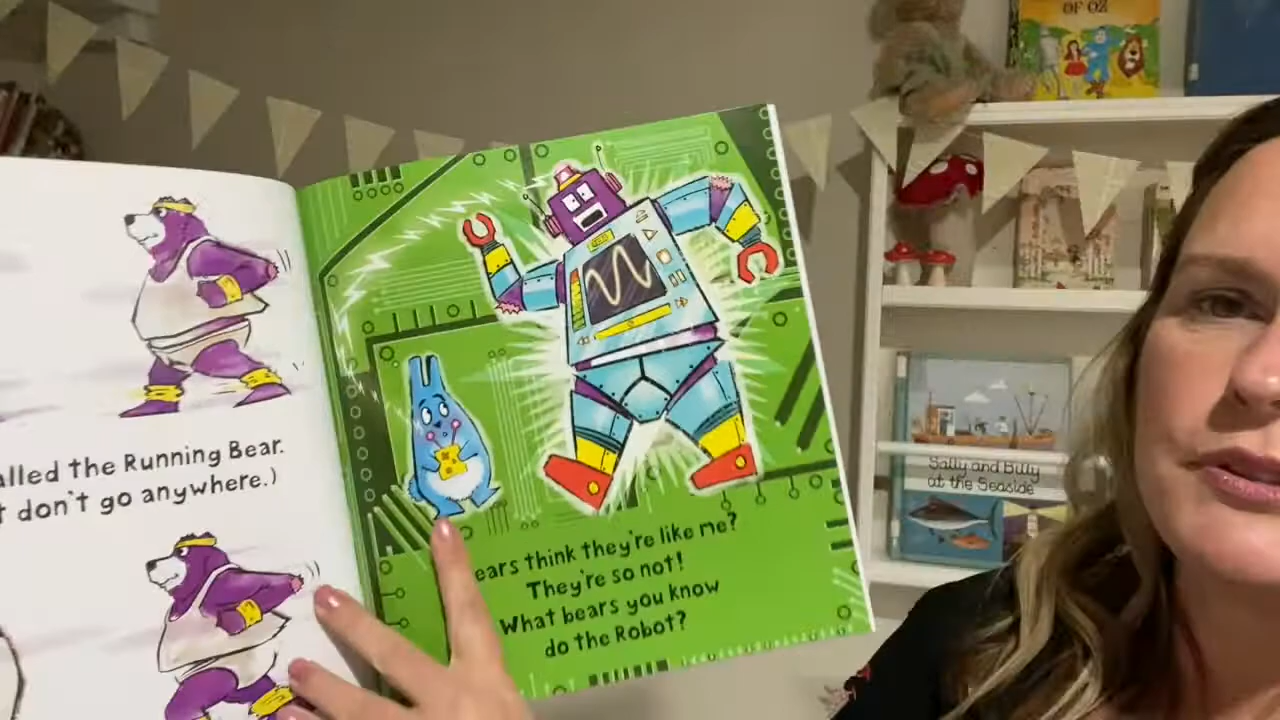 alled the Running Bear.
t don't go anywhere.)
ears think they're like me?
They're so not!
What bears you know
do the Robot?
OF OZ
Sally and Billy
at the Seaside